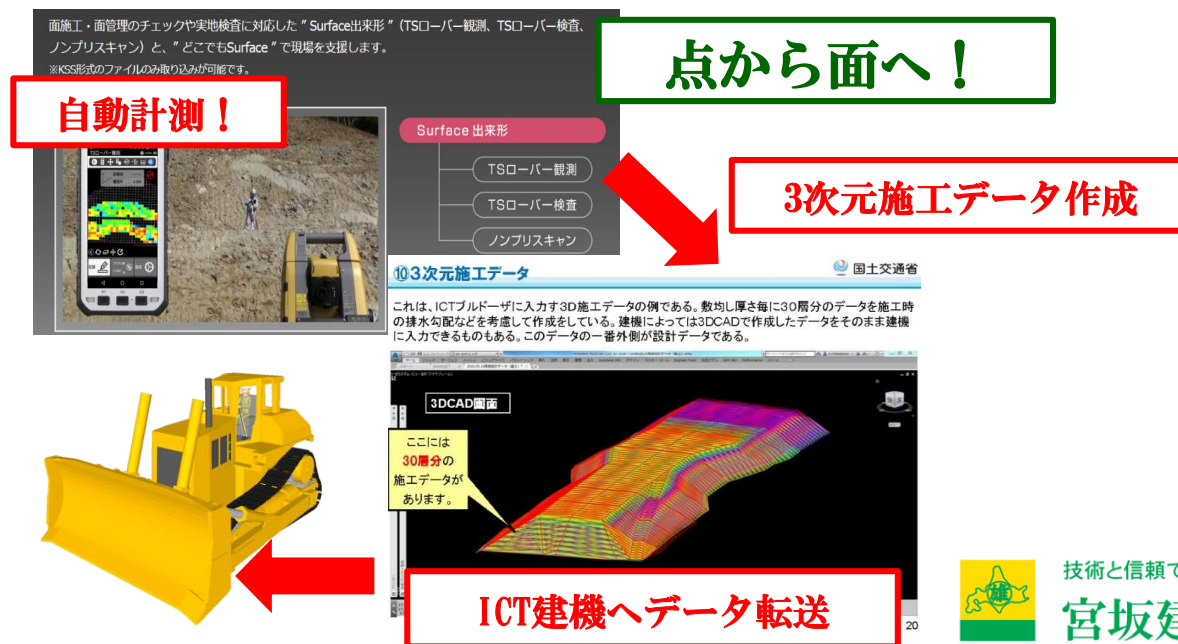 面施工・面管理のチェックや実地検査に対応した " Surface出来形 "（TSローバー観測、TSローバー検査、
ノンプリスキャン）と、" どこでもSurface " で現場を支援します。
※KSS形式のファイルのみ取り込みが可能です。
点から面へ！
自動計測！
TSローバー観測
Surface 出来形
TSローバー観測
TSローバー検査
ノンプリスキャン
3次元施工データ作成
⑩3次元施工データ
国土交通省
これは、ICTブルドーザに入力する3D施工データの例である。敷均し厚さ毎に30層分のデータを施工時
の排水勾配などを考慮して作成をしている。建機によっては3DCADで作成したデータをそのまま建機
に入力できるものもある。このデータの一番外側が設計データである。
3DCAD画面
ここには
30層分の
施工データが
あります。
ICT建機へデータ転送
20
雄
技術と信頼で
宮坂建